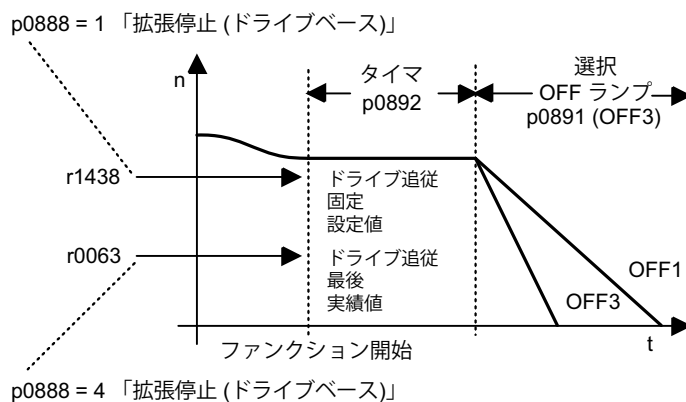 p0888 = 1 「拡張停止 (ドライブベース)」
n
タイマ
p0892
選択
OFF ランプ
p0891 (OFF3)
r1438
ドライブ追従
固定
設定値
r0063
ドライブ追従
最後
実績値
OFF1
OFF3
ファンクション開始
t
p0888 = 4 「拡張停止 (ドライブベース)」